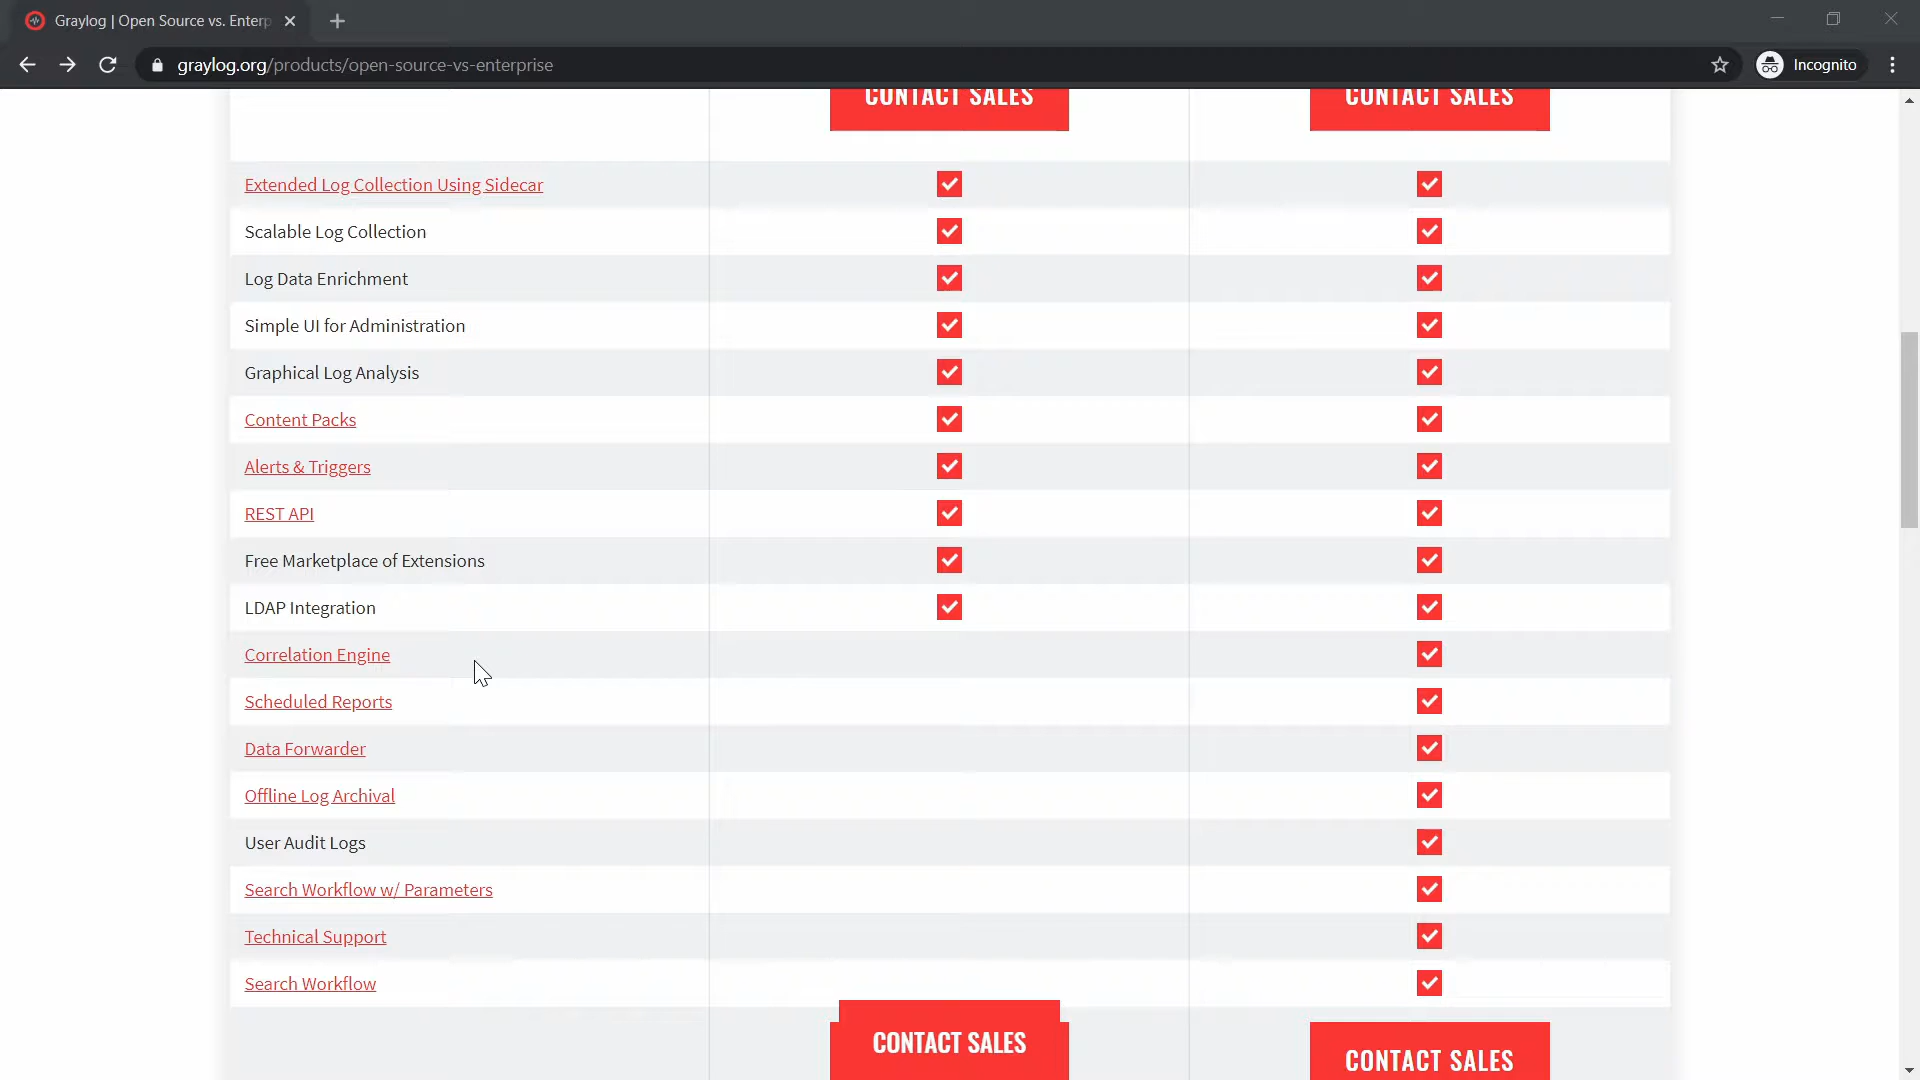 Graylog | Open Source vs. Enterp
graylog.org/products/open-source-vs-enterprise
Incognito
CONTACT SALES CONTACT SALES
Extended Log Collection Using Sidecar
Scalable Log Collection
Log Data Enrichment
Simple UI for Administration
Graphical Log Analysis
Content Packs
Alerts & Triggers
REST API
Free Marketplace of Extensions
LDAP Integration
Correlation Engine
Scheduled Reports
Data Forwarder
Offline Log Archival
User Audit Logs
Search Workflow w/ Parameters
Technical Support
Search Workflow
CONTACT SALES CONTACT SALES